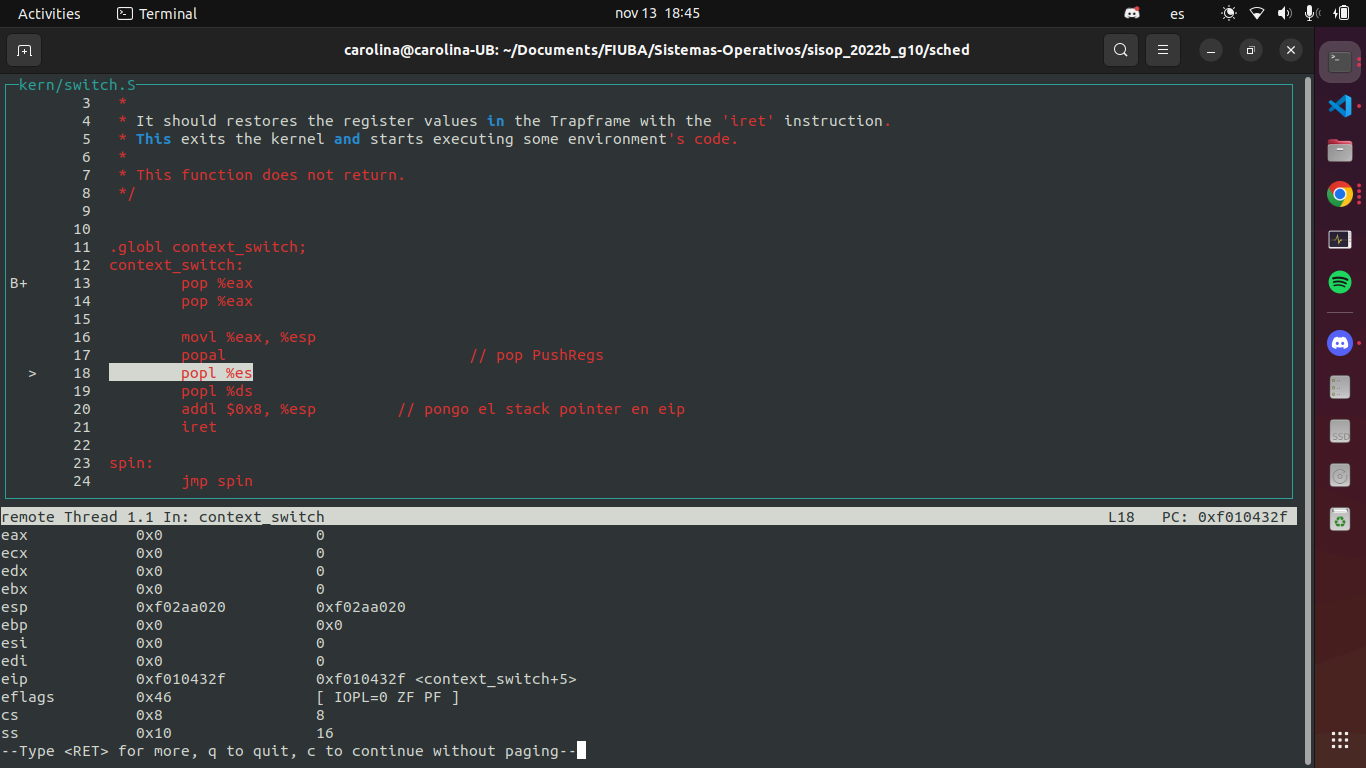 Activities Terminal nov 13 18:45 es
carolina@carolina-UB: ~/Documents/FIUBA/Sistemas-Operativos/sisop_2022b_g10/sched
kern/switch.S
3 *
4 * It should restores the register values in the Trapframe with the 'iret' instruction.
5 * This exits the kernel and starts executing some environment's code.
6 *
7 * This function does not return.
8 */
9
10
11 .globl context_switch;
12 context_switch:
B+ 13 pop %eax
14 pop %eax
15
16 movl %eax, %esp
17 popal // pop PushRegs
> 18 popl %es
19 popl %ds
20 addl $0x8, %esp // pongo el stack pointer en eip
21 iret
22
23 spin:
24 jmp spin
remote Thread 1.1 In: context_switch L18 PC: 0xf010432f
eax 0x0 0
ecx 0x0 0
edx 0x0 0
ebx 0x0 0
esp 0xf02aa020 0xf02aa020
ebp 0x0 0x0
esi 0x0 0
edi 0x0 0
eip 0xf010432f 0xf010432f <context_switch+5>
eflags 0x46 [ IOPL=0 ZF PF ]
cs 0x8 8
ss 0x10 16
--Type <RET> for more, q to quit, c to continue without paging--
SSD